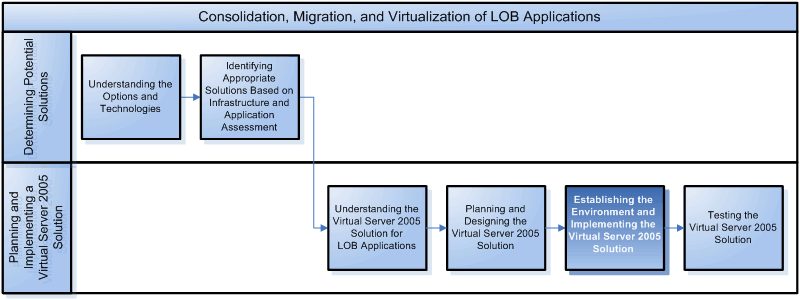 Consolidation, Migration, and Virtualization of LOB Applications
Determining Potential
Solutions
Understanding the
Options and
Technologies
Identifying
Appropriate
Solutions Based on
Infrastructure and
Application
Assessment
Planning and
Implementing a
Virtual Server 2005
Solution
Understanding the
Virtual Server 2005
Solution for
LOB Applications
Planning and
Designing the
Virtual Server 2005
Solution
Establishing the
Environment and
Implementing the
Virtual Server 2005
Solution
Testing the
Virtual Server 2005
Solution